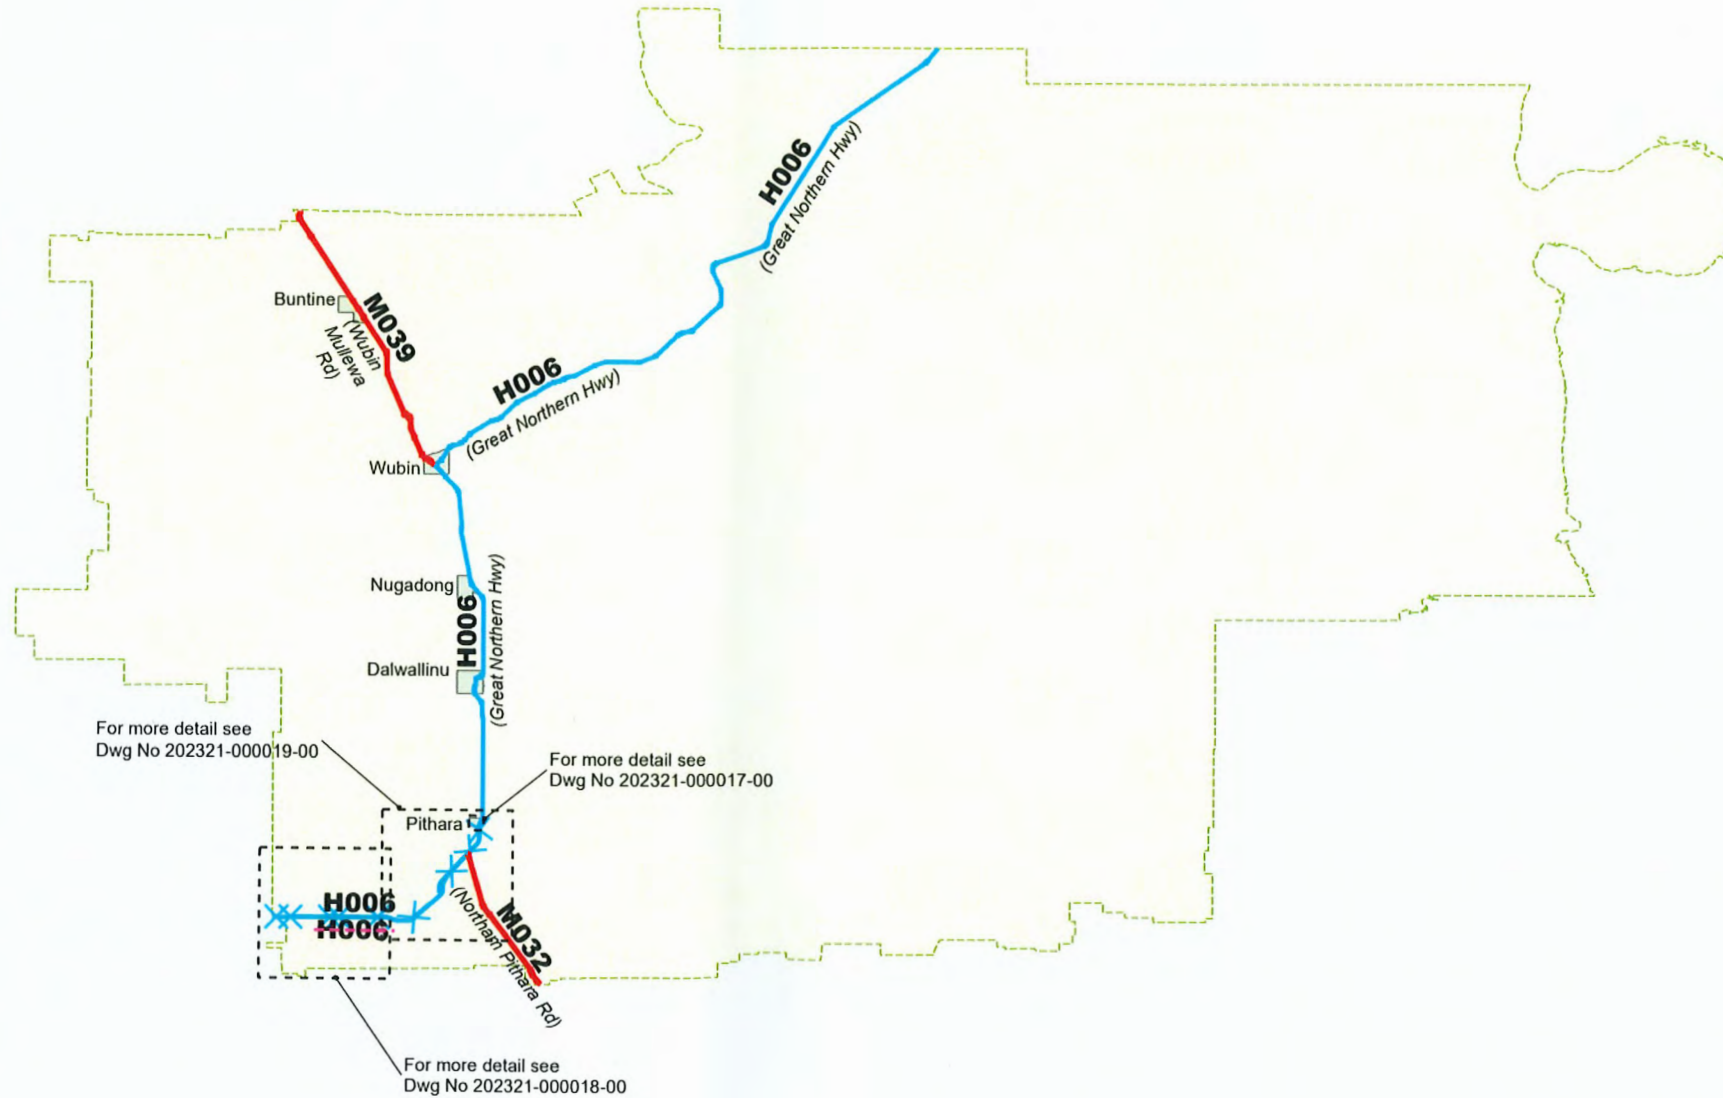 H006
(Great Northern Hwy)
Buntine
M039
(Wubin
Mullewa
Rd)
H006
(Great Northern Hwy)
Wubin
Nugadong
H006
(Great Northern Hwy)
Dalwallinu
For more detail see
Dwg No 202321-000019-00
For more detail see
Dwg No 202321-000017-00
Pithara
H006
H006
M032
(Northam Pithara Rd)
For more detail see
Dwg No 202321-000018-00